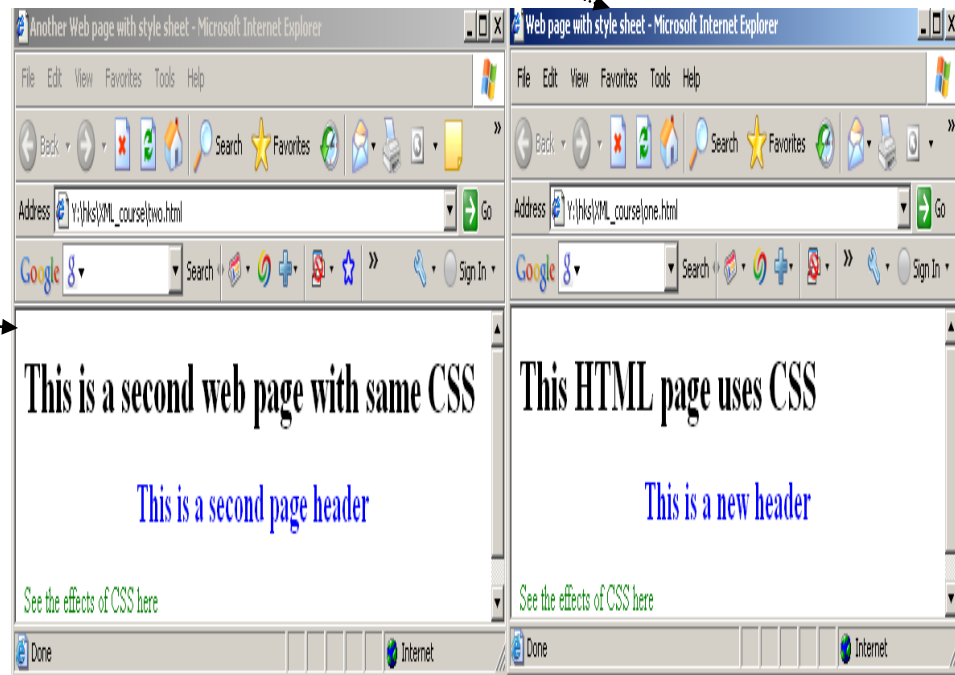 Another Web page with style sheet - Microsoft Internet Explorer
File Edit View Favorites Tools Help
Back Search Favorites »
Address Y:\hks\XML_course\two.html Go
Google g Search » Sign In
This is a second web page with same CSS
This is a second page header
See the effects of CSS here
Done Internet
Web page with style sheet - Microsoft Internet Explorer
File Edit View Favorites Tools Help
Back Search Favorites »
Address Y:\hks\XML_course\one.html Go
Google g Search » Sign In
This HTML page uses CSS
This is a new header
See the effects of CSS here
Done Internet